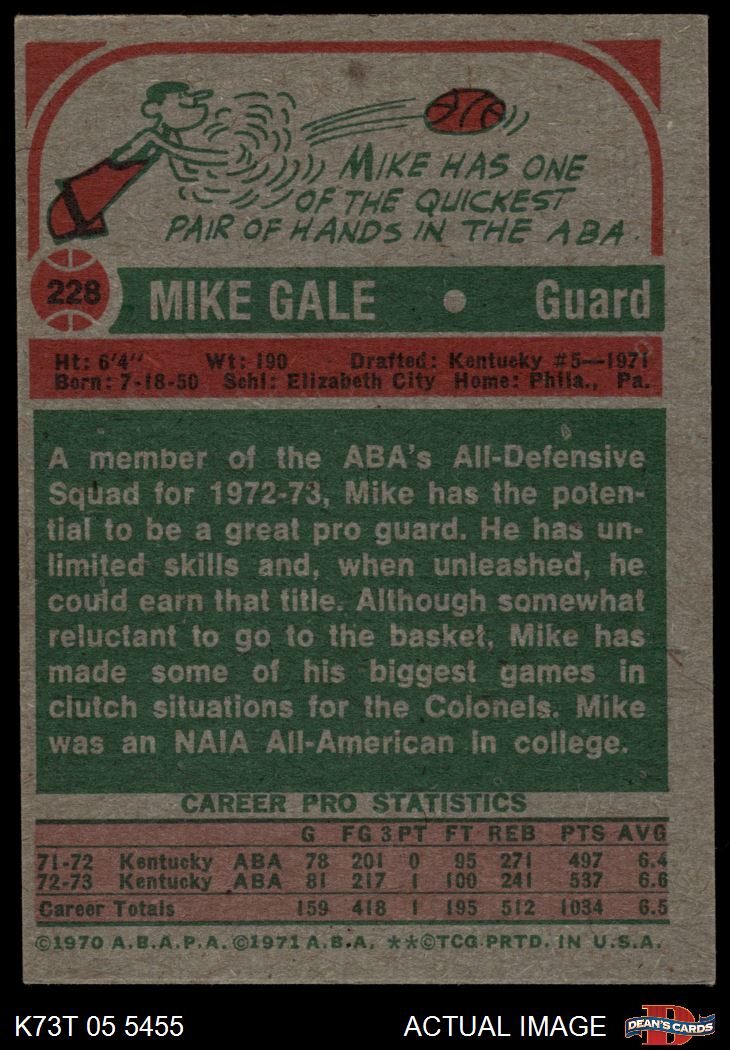 MIKE HAS ONE
OF THE QUICKEST
PAIR OF HANDS IN THE ABA.
228 MIKE GALE • Guard
Ht: 6'4" Wt: 190 Drafted: Kentucky #5—1971
Born: 7-18-50 Schl: Elizabeth City Home: Phila., Pa.
A member of the ABA's All-Defensive
Squad for 1972-73, Mike has the poten-
tial to be a great pro guard. He has un-
limited skills and, when unleashed, he
could earn that title. Although somewhat
reluctant to go to the basket, Mike has
made some of his biggest games in
clutch situations for the Colonels. Mike
was an NAIA All-American in college.
CAREER PRO STATISTICS
G FG 3PT FT REB PTS AVG
71-72 Kentucky ABA 78 201 0 95 271 497 6.4
72-73 Kentucky ABA 81 217 1 100 241 537 6.6
Career Totals 159 418 1 195 512 1034 6.5
©1970 A.B.A.P.A. ©1971 A.B.A. **©TCG PRTD. IN U.S.A.
K73T 05 5455 ACTUAL IMAGE D DEAN'S CARDS